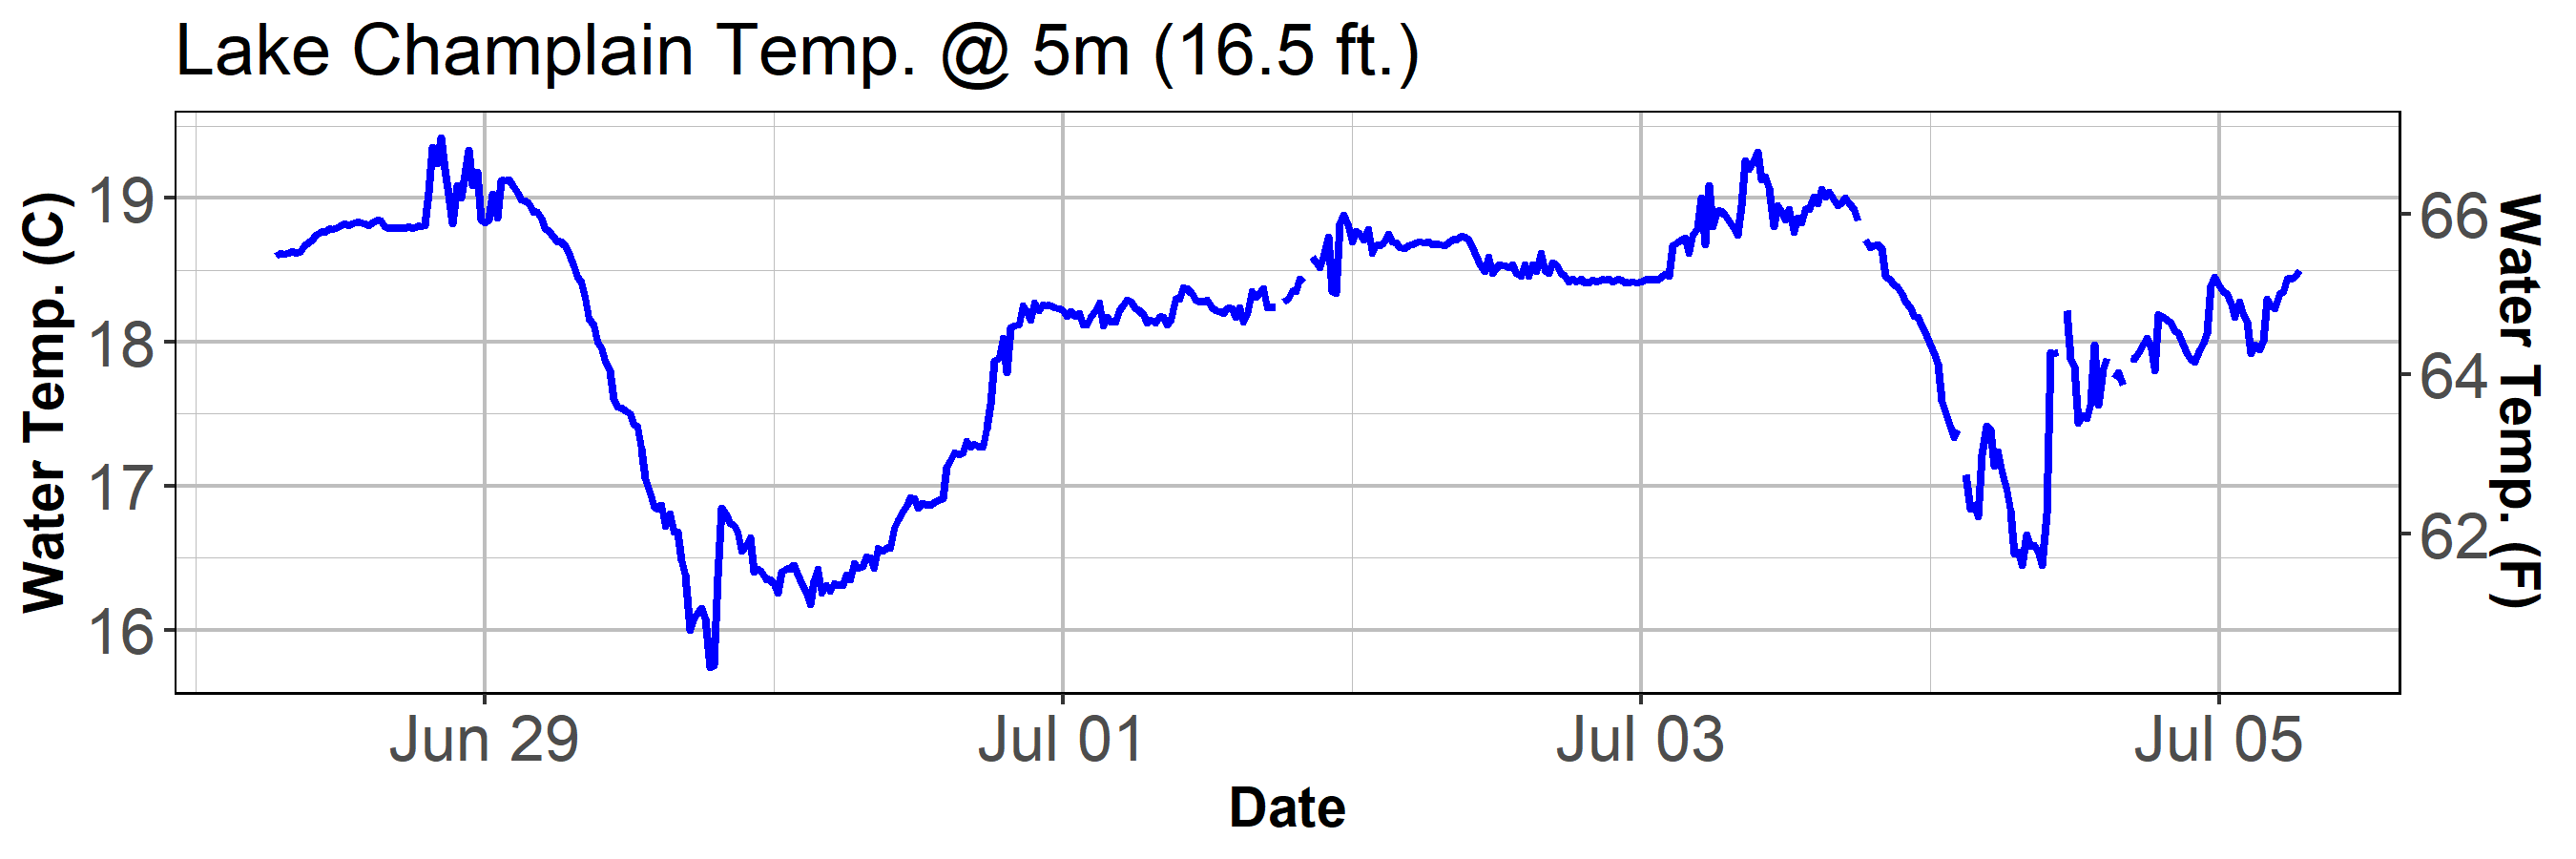 Lake Champlain Temp. @ 5m (16.5 ft.)
Water Temp. (C)
19
18
17
16
66
64
62
Water Temp. (F)
Jun 29
Jul 01
Jul 03
Jul 05
Date